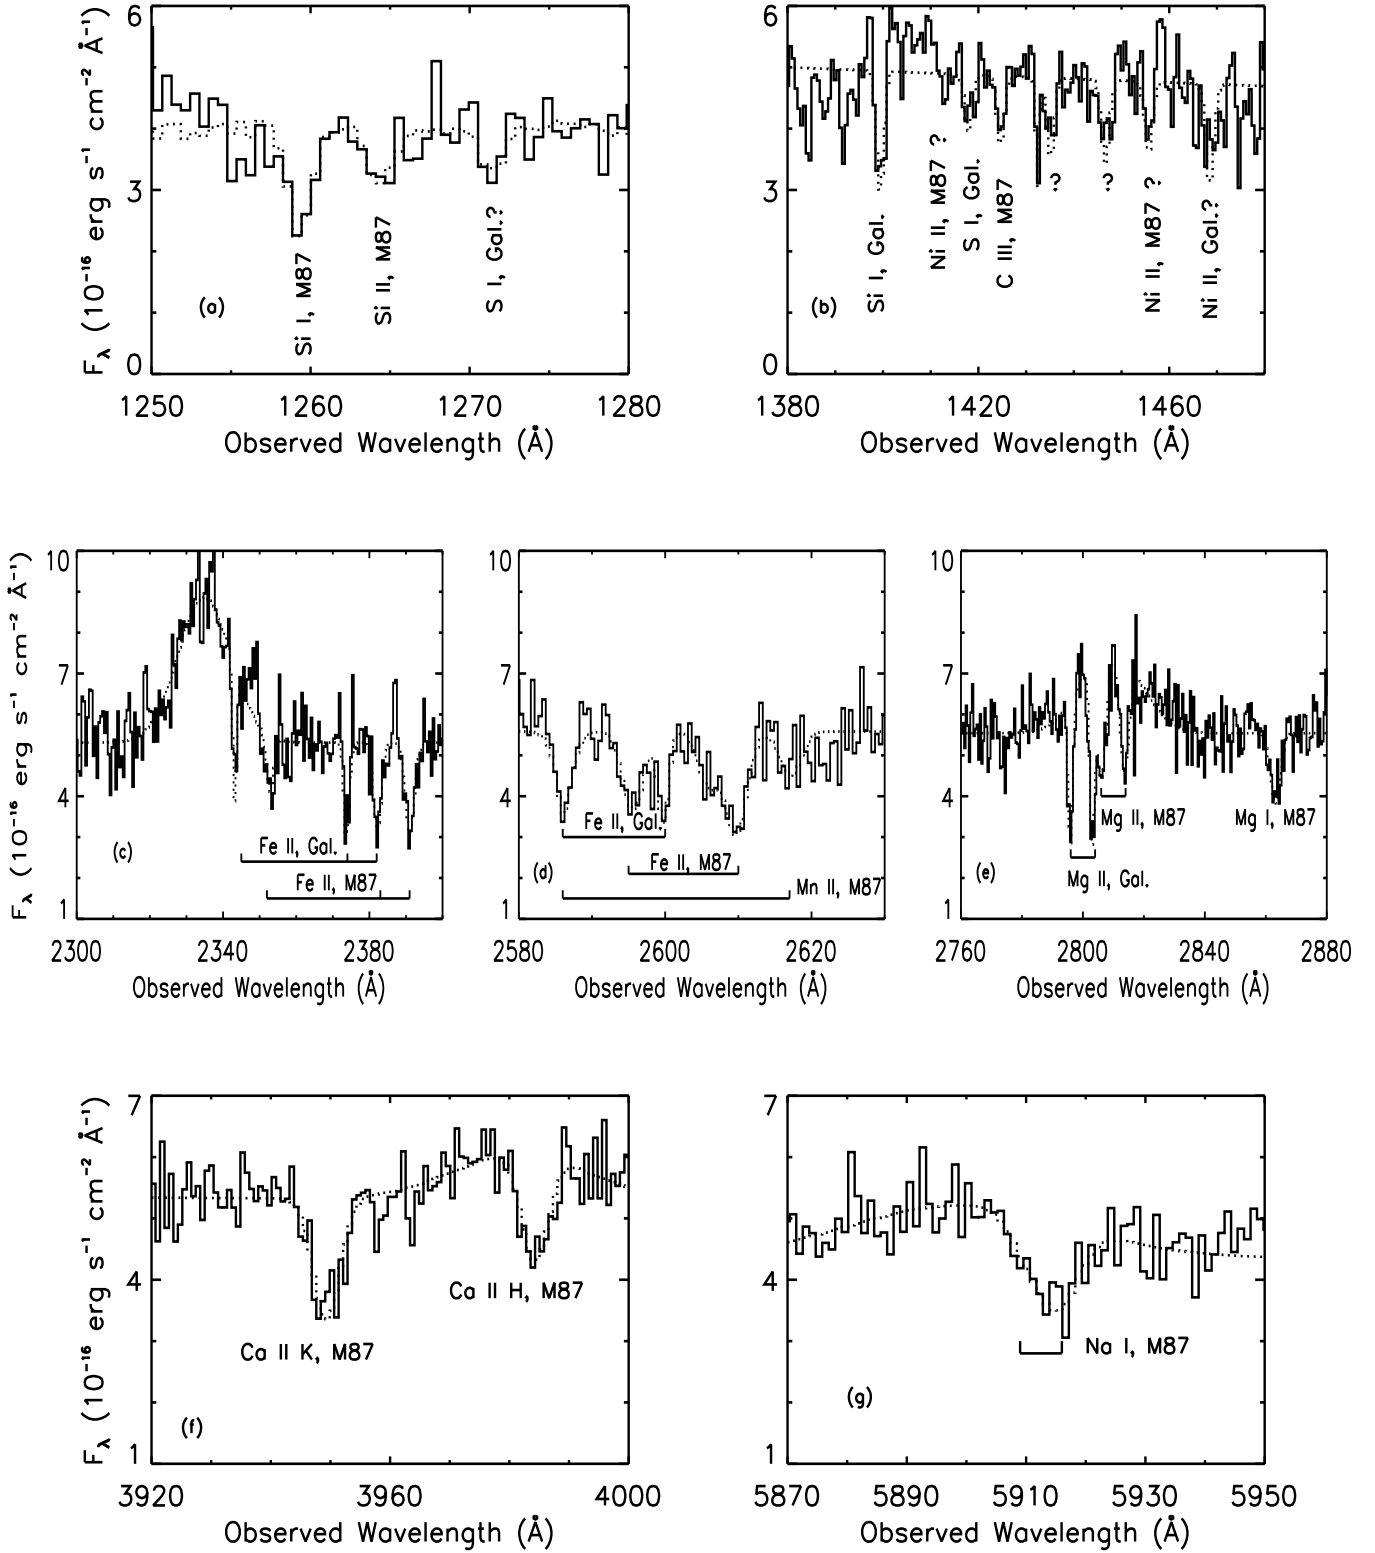 F_λ (10⁻¹⁶ erg s⁻¹ cm⁻² Å⁻¹)
6
3
0
Si I, M87
Si II, M87
S I, Gal.?
(a)
1250 1260 1270 1280
Observed Wavelength (Å)
6
3
0
Si I, Gal.
Ni II, M87 ?
S I, Gal.
C III, M87
?
?
Ni II, M87 ?
Ni II, Gal.?
(b)
1380 1420 1460
Observed Wavelength (Å)
F_λ (10⁻¹⁶ erg s⁻¹ cm⁻² Å⁻¹)
10
7
4
1
Fe II, Gal.
(c)
Fe II, M87
2300 2340 2380
Observed Wavelength (Å)
10
7
4
1
Fe II, Gal.
Fe II, M87
(d)
Mn II, M87
2580 2600 2620
Observed Wavelength (Å)
10
7
4
1
Mg II, M87
Mg I, M87
(e)
Mg II, Gal.
2760 2800 2840 2880
Observed Wavelength (Å)
F_λ (10⁻¹⁶ erg s⁻¹ cm⁻² Å⁻¹)
7
4
1
Ca II H, M87
Ca II K, M87
(f)
3920 3960 4000
Observed Wavelength (Å)
7
4
1
Na I, M87
(g)
5870 5890 5910 5930 5950
Observed Wavelength (Å)